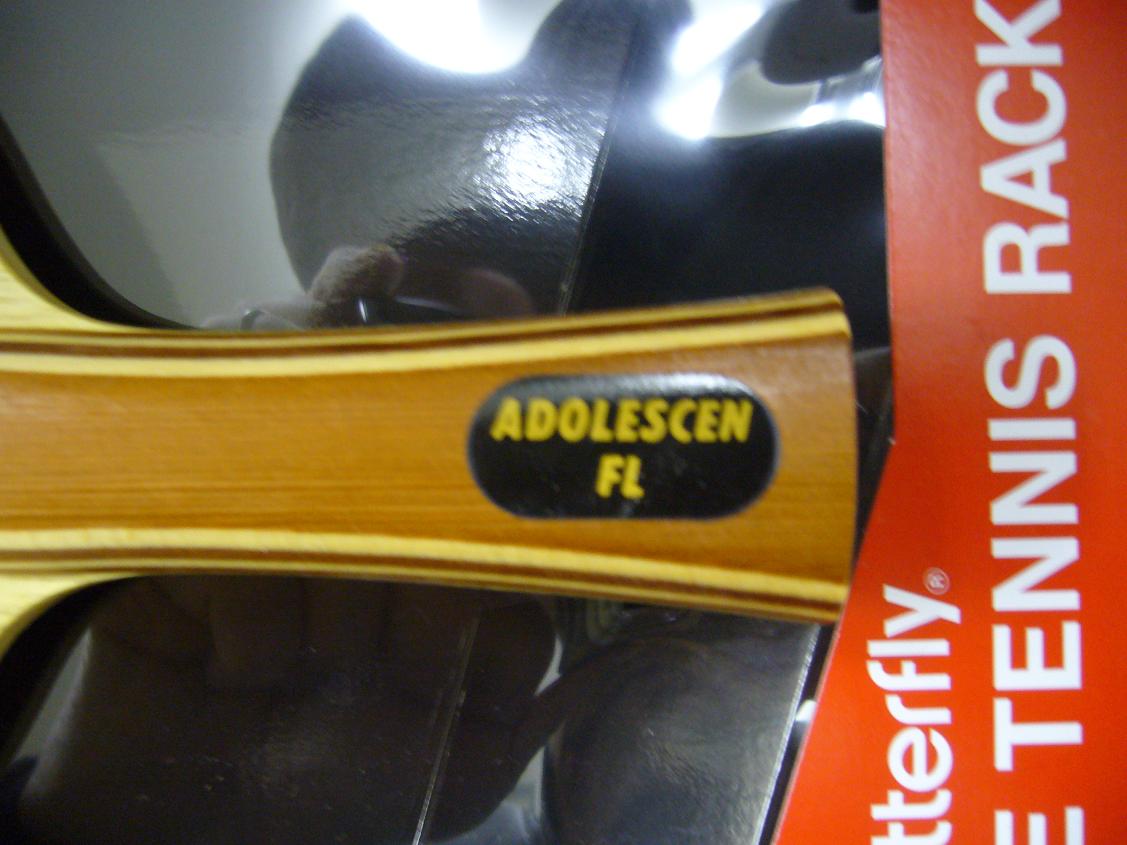 ADOLESCEN
FL
tterfly®
E TENNIS RACK